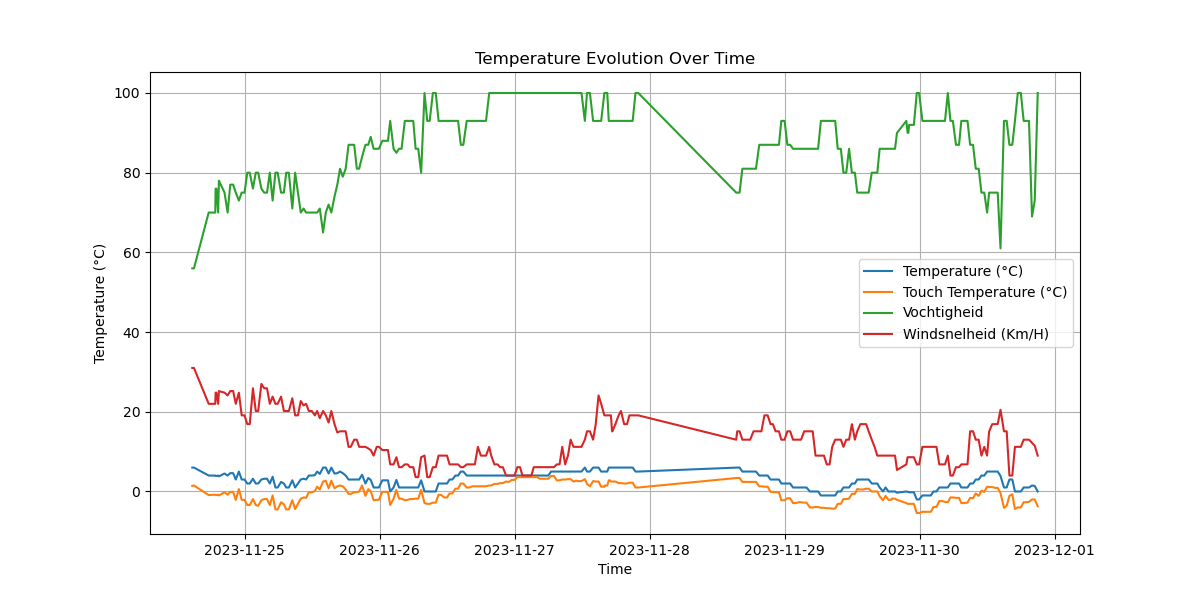 Temperature Evolution Over Time
100
80
60
40
20
0
Temperature (°C)
Temperature (°C)
Touch Temperature (°C)
Vochtigheid
Windsnelheid (Km/H)
2023-11-25
2023-11-26
2023-11-27
2023-11-28
2023-11-29
2023-11-30
2023-12-01
Time